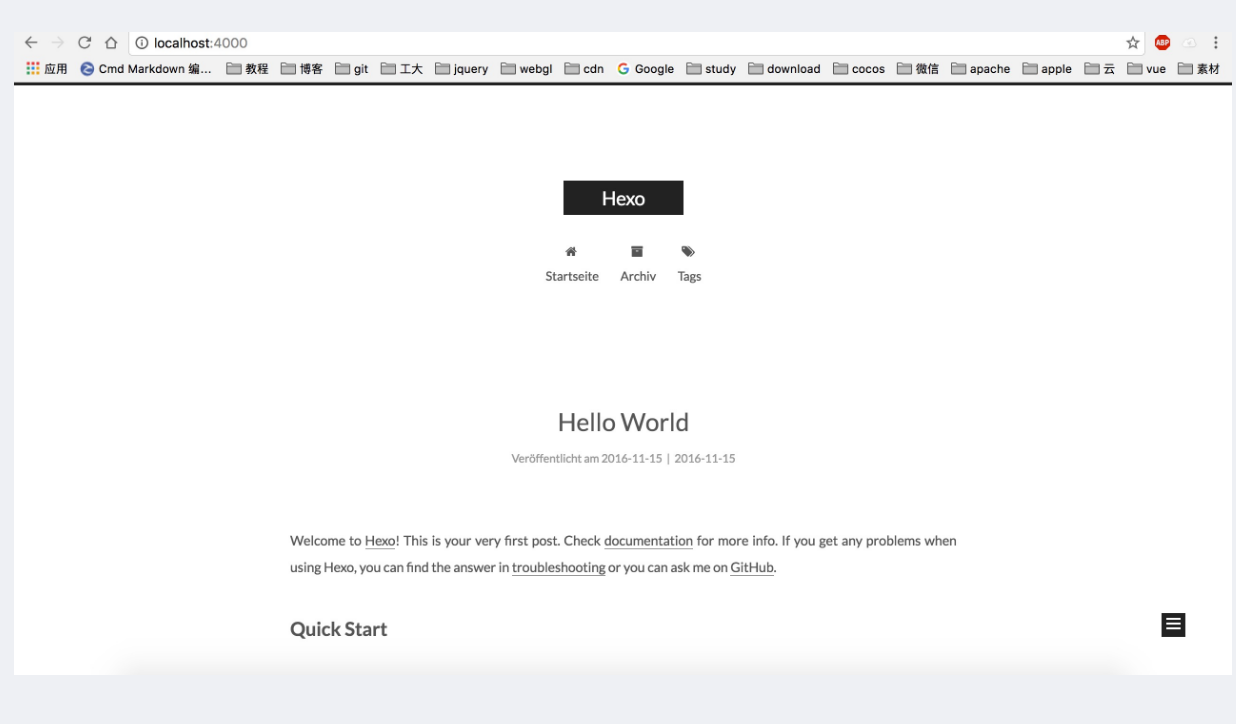 localhost:4000
应用 Cmd Markdown 编... 教程 博客 git 工大 jquery webgl cdn Google study download cocos 微信 apache apple 云 vue 素材
Hexo
Startseite Archiv Tags
Hello World
Veröffentlicht am 2016-11-15 | 2016-11-15
Welcome to Hexo! This is your very first post. Check documentation for more info. If you get any problems when
using Hexo, you can find the answer in troubleshooting or you can ask me on GitHub.
Quick Start